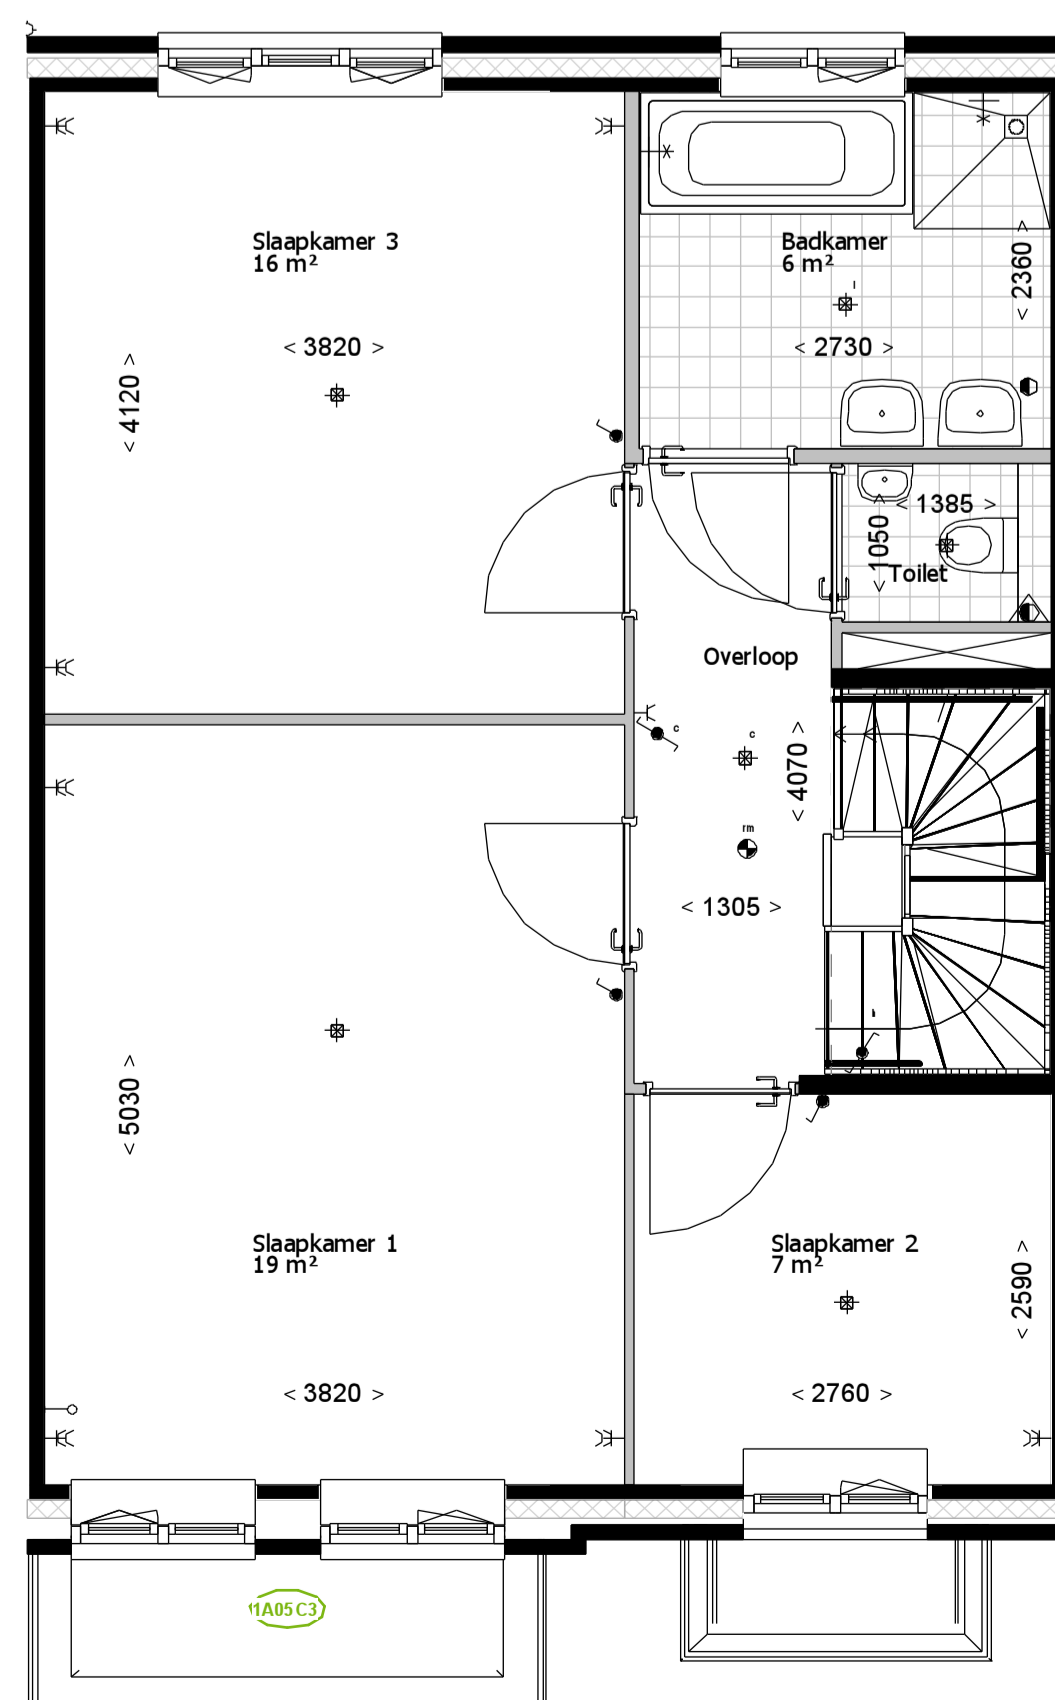 Slaapkamer 3
16 m²
< 3820 >
< 4120 >
Badkamer
6 m²
< 2360 >
l
< 2730 >
< 1385 >
< 1050 >
Toilet
Overloop
c
c
< 4070 >
rm
< 1305 >
< 5030 >
Slaapkamer 1
19 m²
< 3820 >
Slaapkamer 2
7 m²
< 2590 >
< 2760 >
1A05 C3